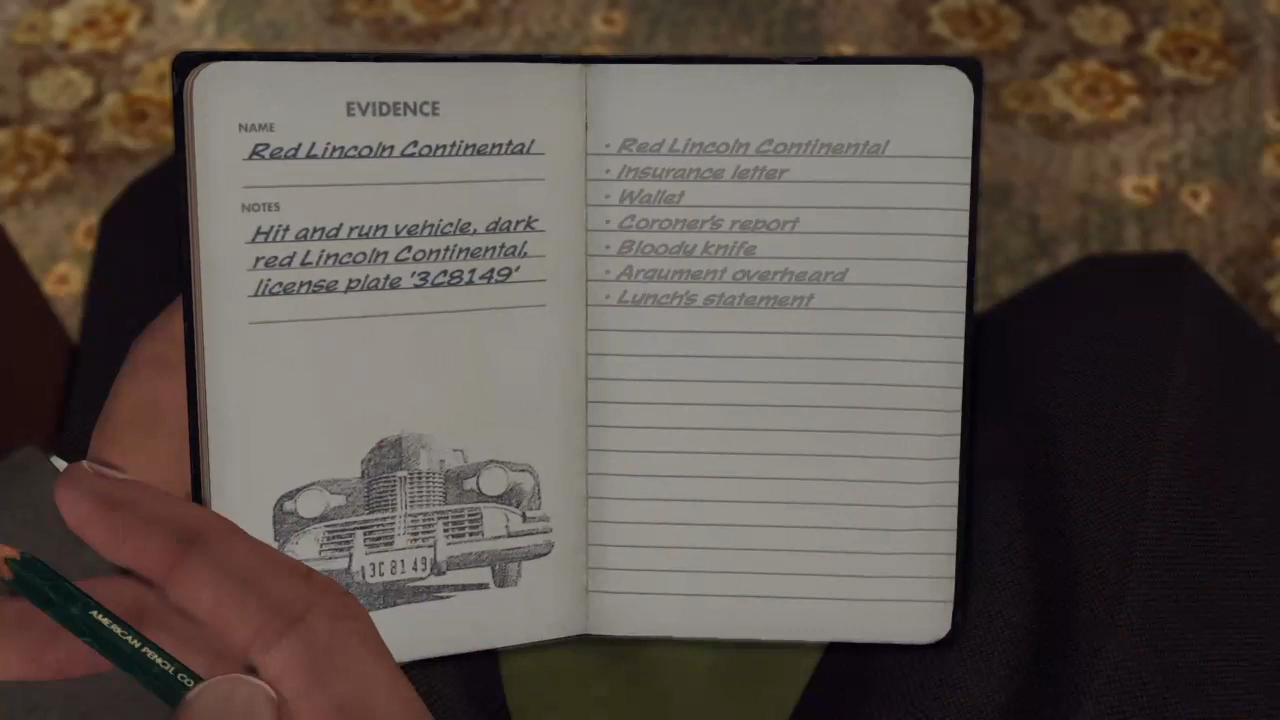 EVIDENCE
NAME
Red Lincoln Continental
NOTES
Hit and run vehicle, dark
red Lincoln Continental,
license plate '3C8149'
3C 81 49
• Red Lincoln Continental
• Insurance letter
• Wallet
• Coroner's report
• Bloody knife
• Argument overheard
• Lunch's statement
AMERICAN PENCIL CO